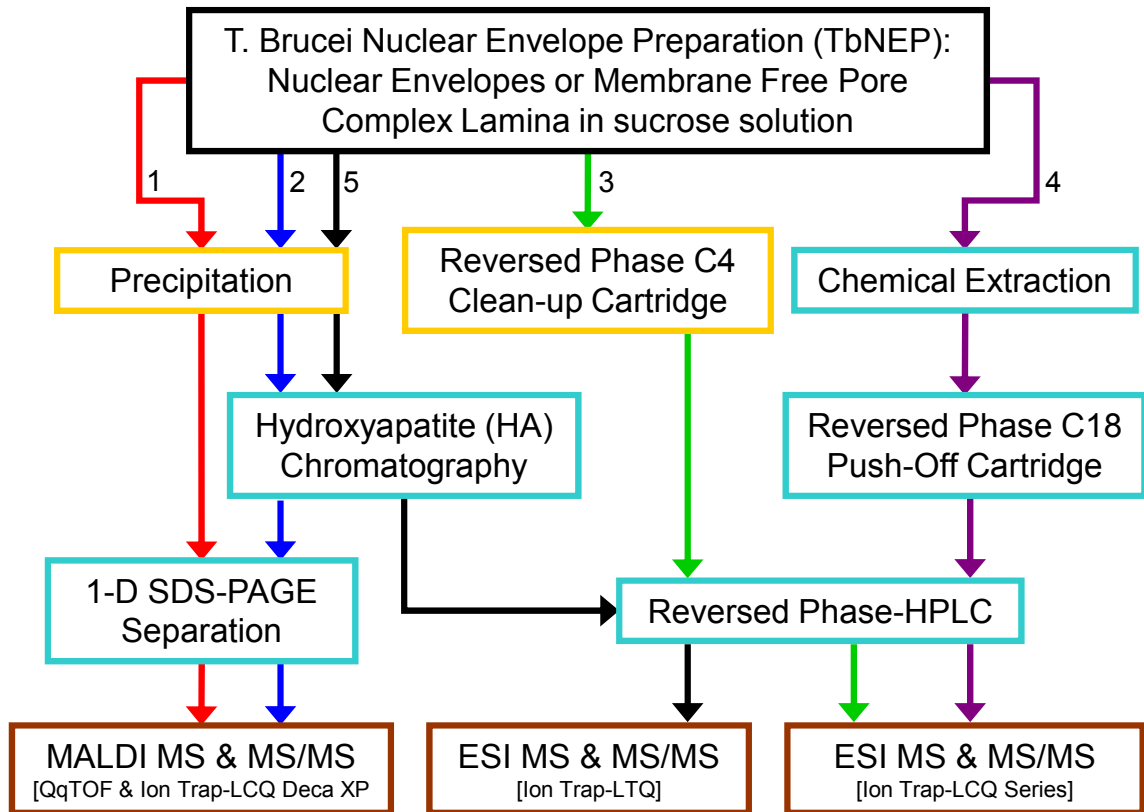 T. Brucei Nuclear Envelope Preparation (TbNEP):
Nuclear Envelopes or Membrane Free Pore
Complex Lamina in sucrose solution
1
2
5
3
4
Precipitation
Reversed Phase C4
Clean-up Cartridge
Chemical Extraction
Hydroxyapatite (HA)
Chromatography
Reversed Phase C18
Push-Off Cartridge
1-D SDS-PAGE
Separation
Reversed Phase-HPLC
MALDI MS & MS/MS
[QqTOF & Ion Trap-LCQ Deca XP
ESI MS & MS/MS
[Ion Trap-LTQ]
ESI MS & MS/MS
[Ion Trap-LCQ Series]